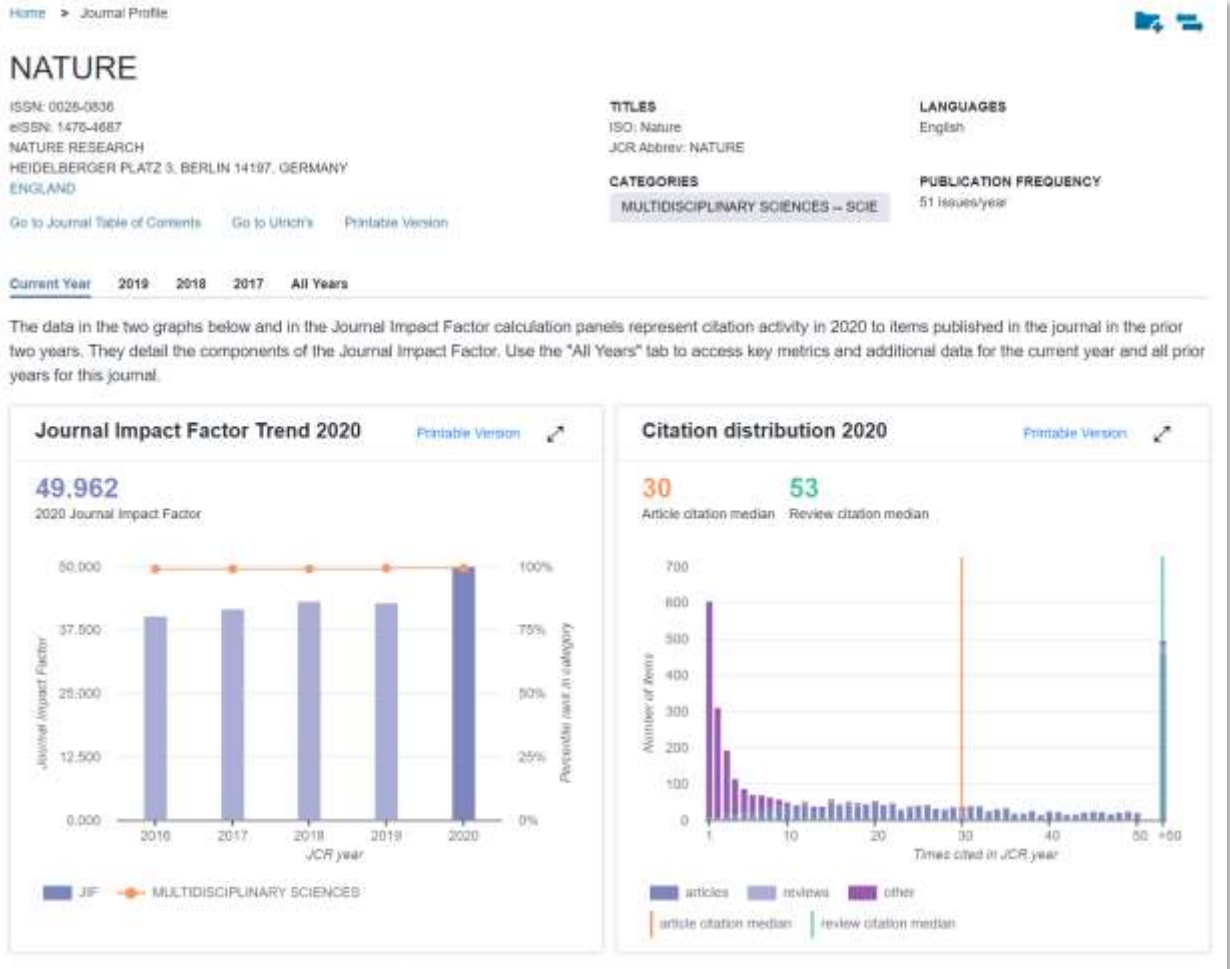 Home > Journal Profile
NATURE
ISSN: 0028-0836
eISSN: 1476-4687
NATURE RESEARCH
HEIDELBERGER PLATZ 3, BERLIN 14197, GERMANY
ENGLAND
Go to Journal Table of Contents Go to Ulrich's Printable Version
TITLES
ISO: Nature
JCR Abbrev: NATURE
CATEGORIES
MULTIDISCIPLINARY SCIENCES -- SCIE
LANGUAGES
English
PUBLICATION FREQUENCY
51 issues/year
Current Year 2019 2018 2017 All Years
The data in the two graphs below and in the Journal Impact Factor calculation panels represent citation activity in 2020 to items published in the journal in the prior
two years. They detail the components of the Journal Impact Factor. Use the "All Years" tab to access key metrics and additional data for the current year and all prior
years for this journal.
Journal Impact Factor Trend 2020 Printable Version
49.962
2020 Journal Impact Factor
50.000 100%
37.500 75%
25.000 50%
12.500 25%
0.000 0%
Journal Impact Factor
Percentile rank in category
2016 2017 2018 2019 2020
JCR year
JIF MULTIDISCIPLINARY SCIENCES
Citation distribution 2020 Printable Version
30 53
Article citation median Review citation median
700
600
500
400
300
200
100
0
Number of items
1 10 20 30 40 50 >50
Times cited in JCR year
articles reviews other
article citation median review citation median